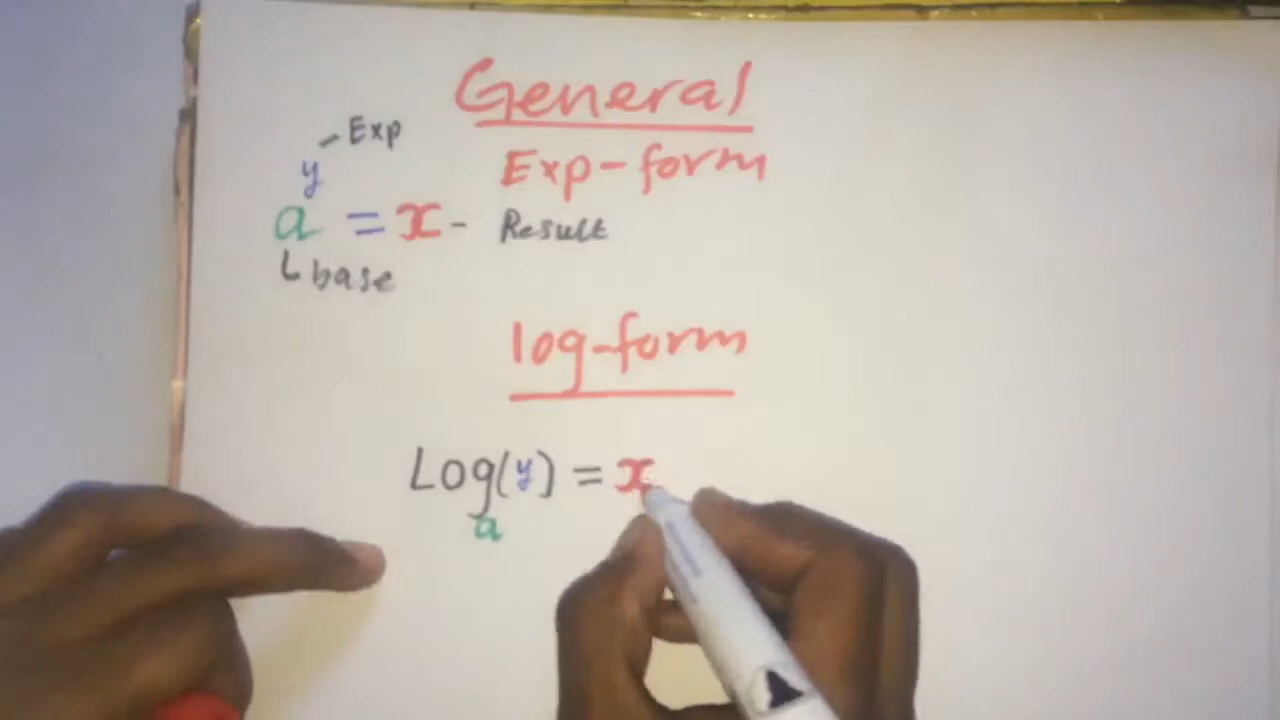 General
Exp-form
y - Exp
a = x - Result
base
log-form
Log(y) = x
a